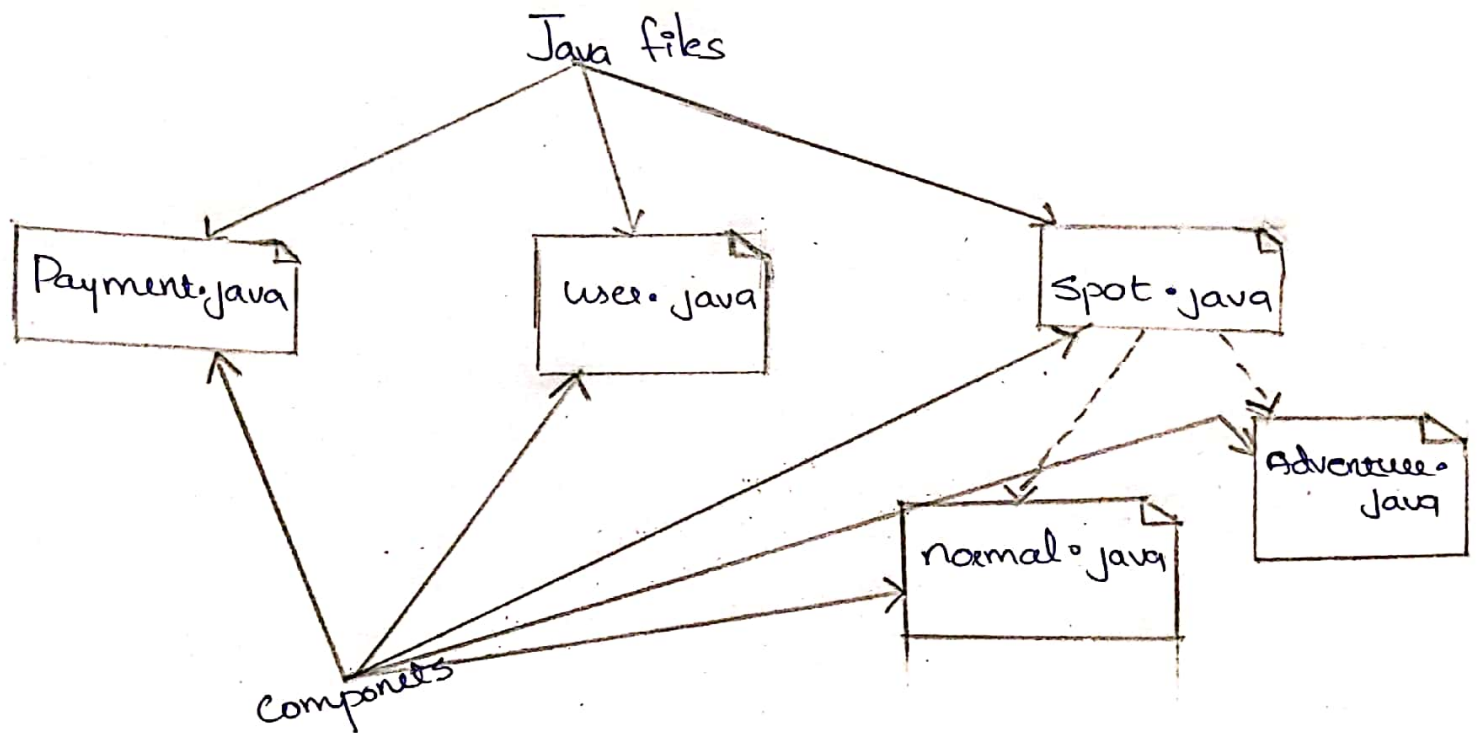 Java files
Payment.java
user.java
spot.java
Adventure.
java
normal.java
componets